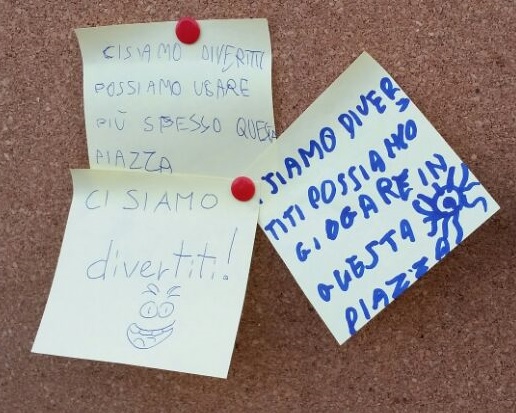 CI SIAMO DIVERTITI
POSSIAMO USARE
PIÙ SPESSO QUESTA
PIAZZA
CI SIAMO
divertiti!
SIAMO DIVER
TITI POSSIAMO
GIOGARE IN
QUESTA
PIAZZA